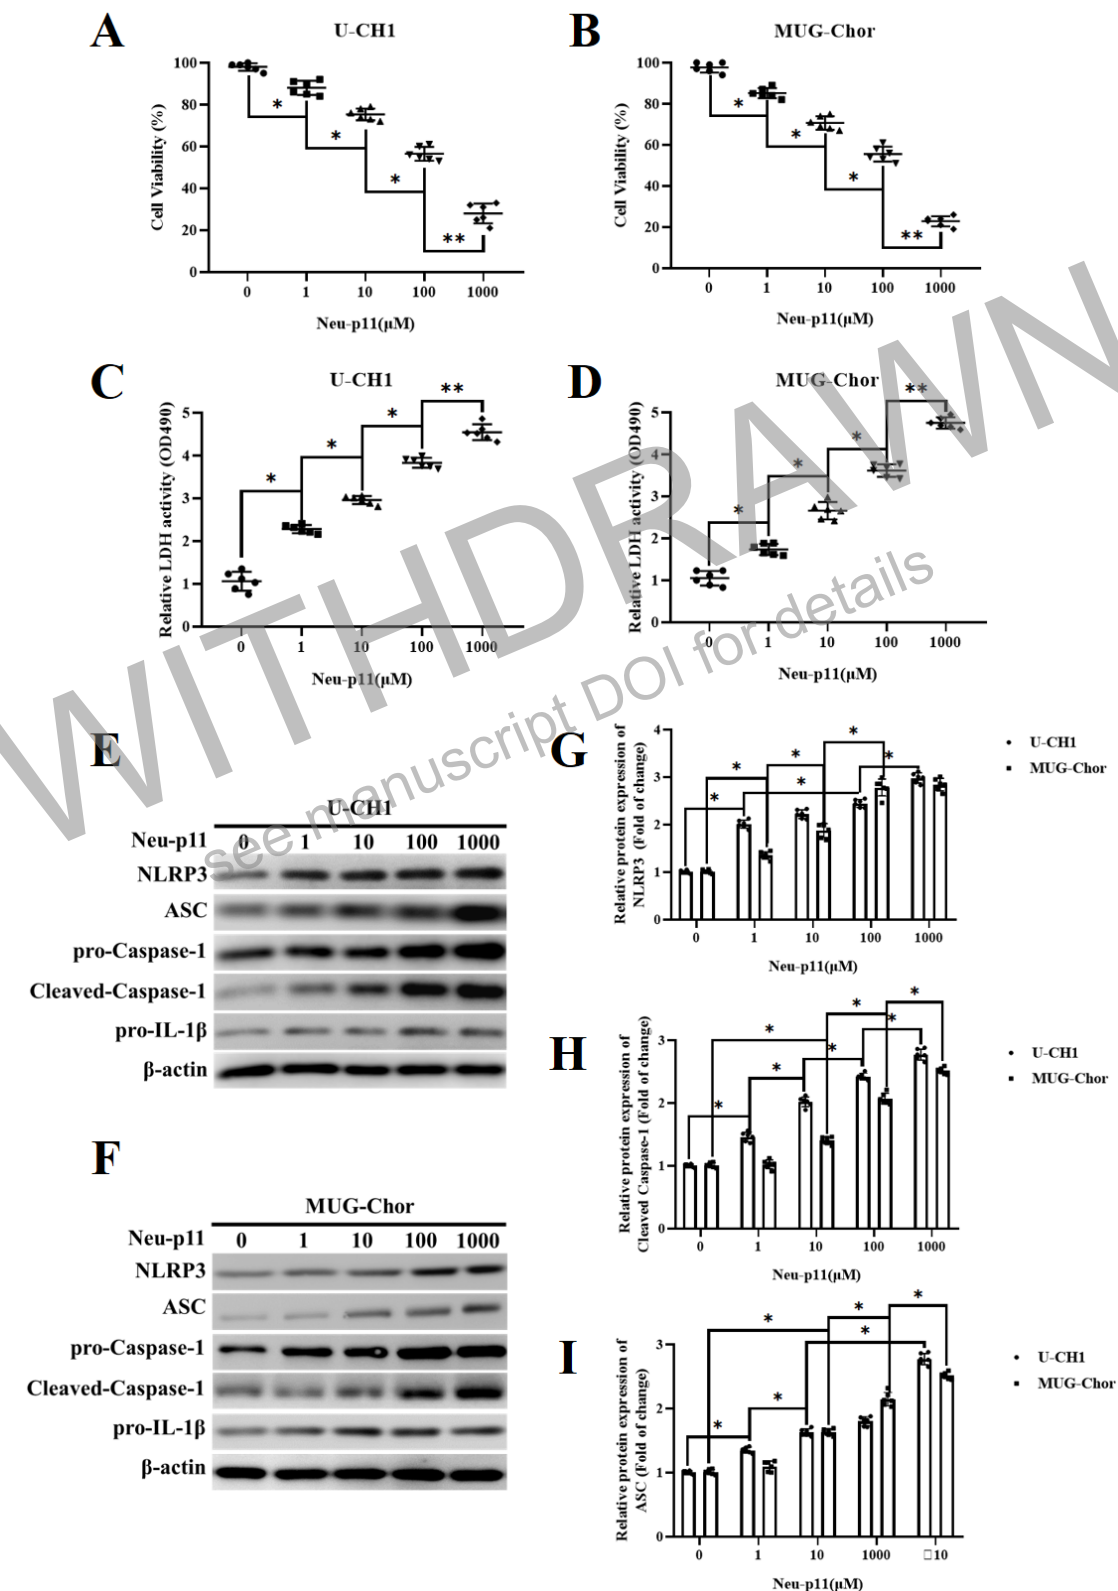 A
U-CH1
Cell Viability (%)
100
80
60
40
20
0
*
*
*
**
0 1 10 100 1000
Neu-p11(μM)
B
MUG-Chor
Cell Viability (%)
100
80
60
40
20
0
*
*
*
**
0 1 10 100 1000
Neu-p11(μM)
C
U-CH1
Relative LDH activity (OD490)
5
4
3
2
1
0
*
*
*
**
0 1 10 100 1000
Neu-p11(μM)
D
MUG-Chor
Relative LDH activity (OD490)
5
4
3
2
1
0
*
*
*
**
0 1 10 100 1000
Neu-p11(μM)
WITHDRAWN
see manuscript DOI for details
E
U-CH1
Neu-p11 0 1 10 100 1000
NLRP3
ASC
pro-Caspase-1
Cleaved-Caspase-1
pro-IL-1β
β-actin
F
MUG-Chor
Neu-p11 0 1 10 100 1000
NLRP3
ASC
pro-Caspase-1
Cleaved-Caspase-1
pro-IL-1β
β-actin
G
Relative protein expression of
NLRP3 (Fold of change)
4
3
2
1
0
* * * * * *
0 1 10 100 1000
Neu-p11(μM)
U-CH1
MUG-Chor
H
Relative protein expression of
Cleaved Caspase-1 (Fold of change)
3
2
1
0
* * * * * * *
0 1 10 100 1000
Neu-p11(μM)
U-CH1
MUG-Chor
I
Relative protein expression of
ASC (Fold of change)
3
2
1
0
* * * * * *
0 1 10 1000 □10
Neu-p11(μM)
U-CH1
MUG-Chor